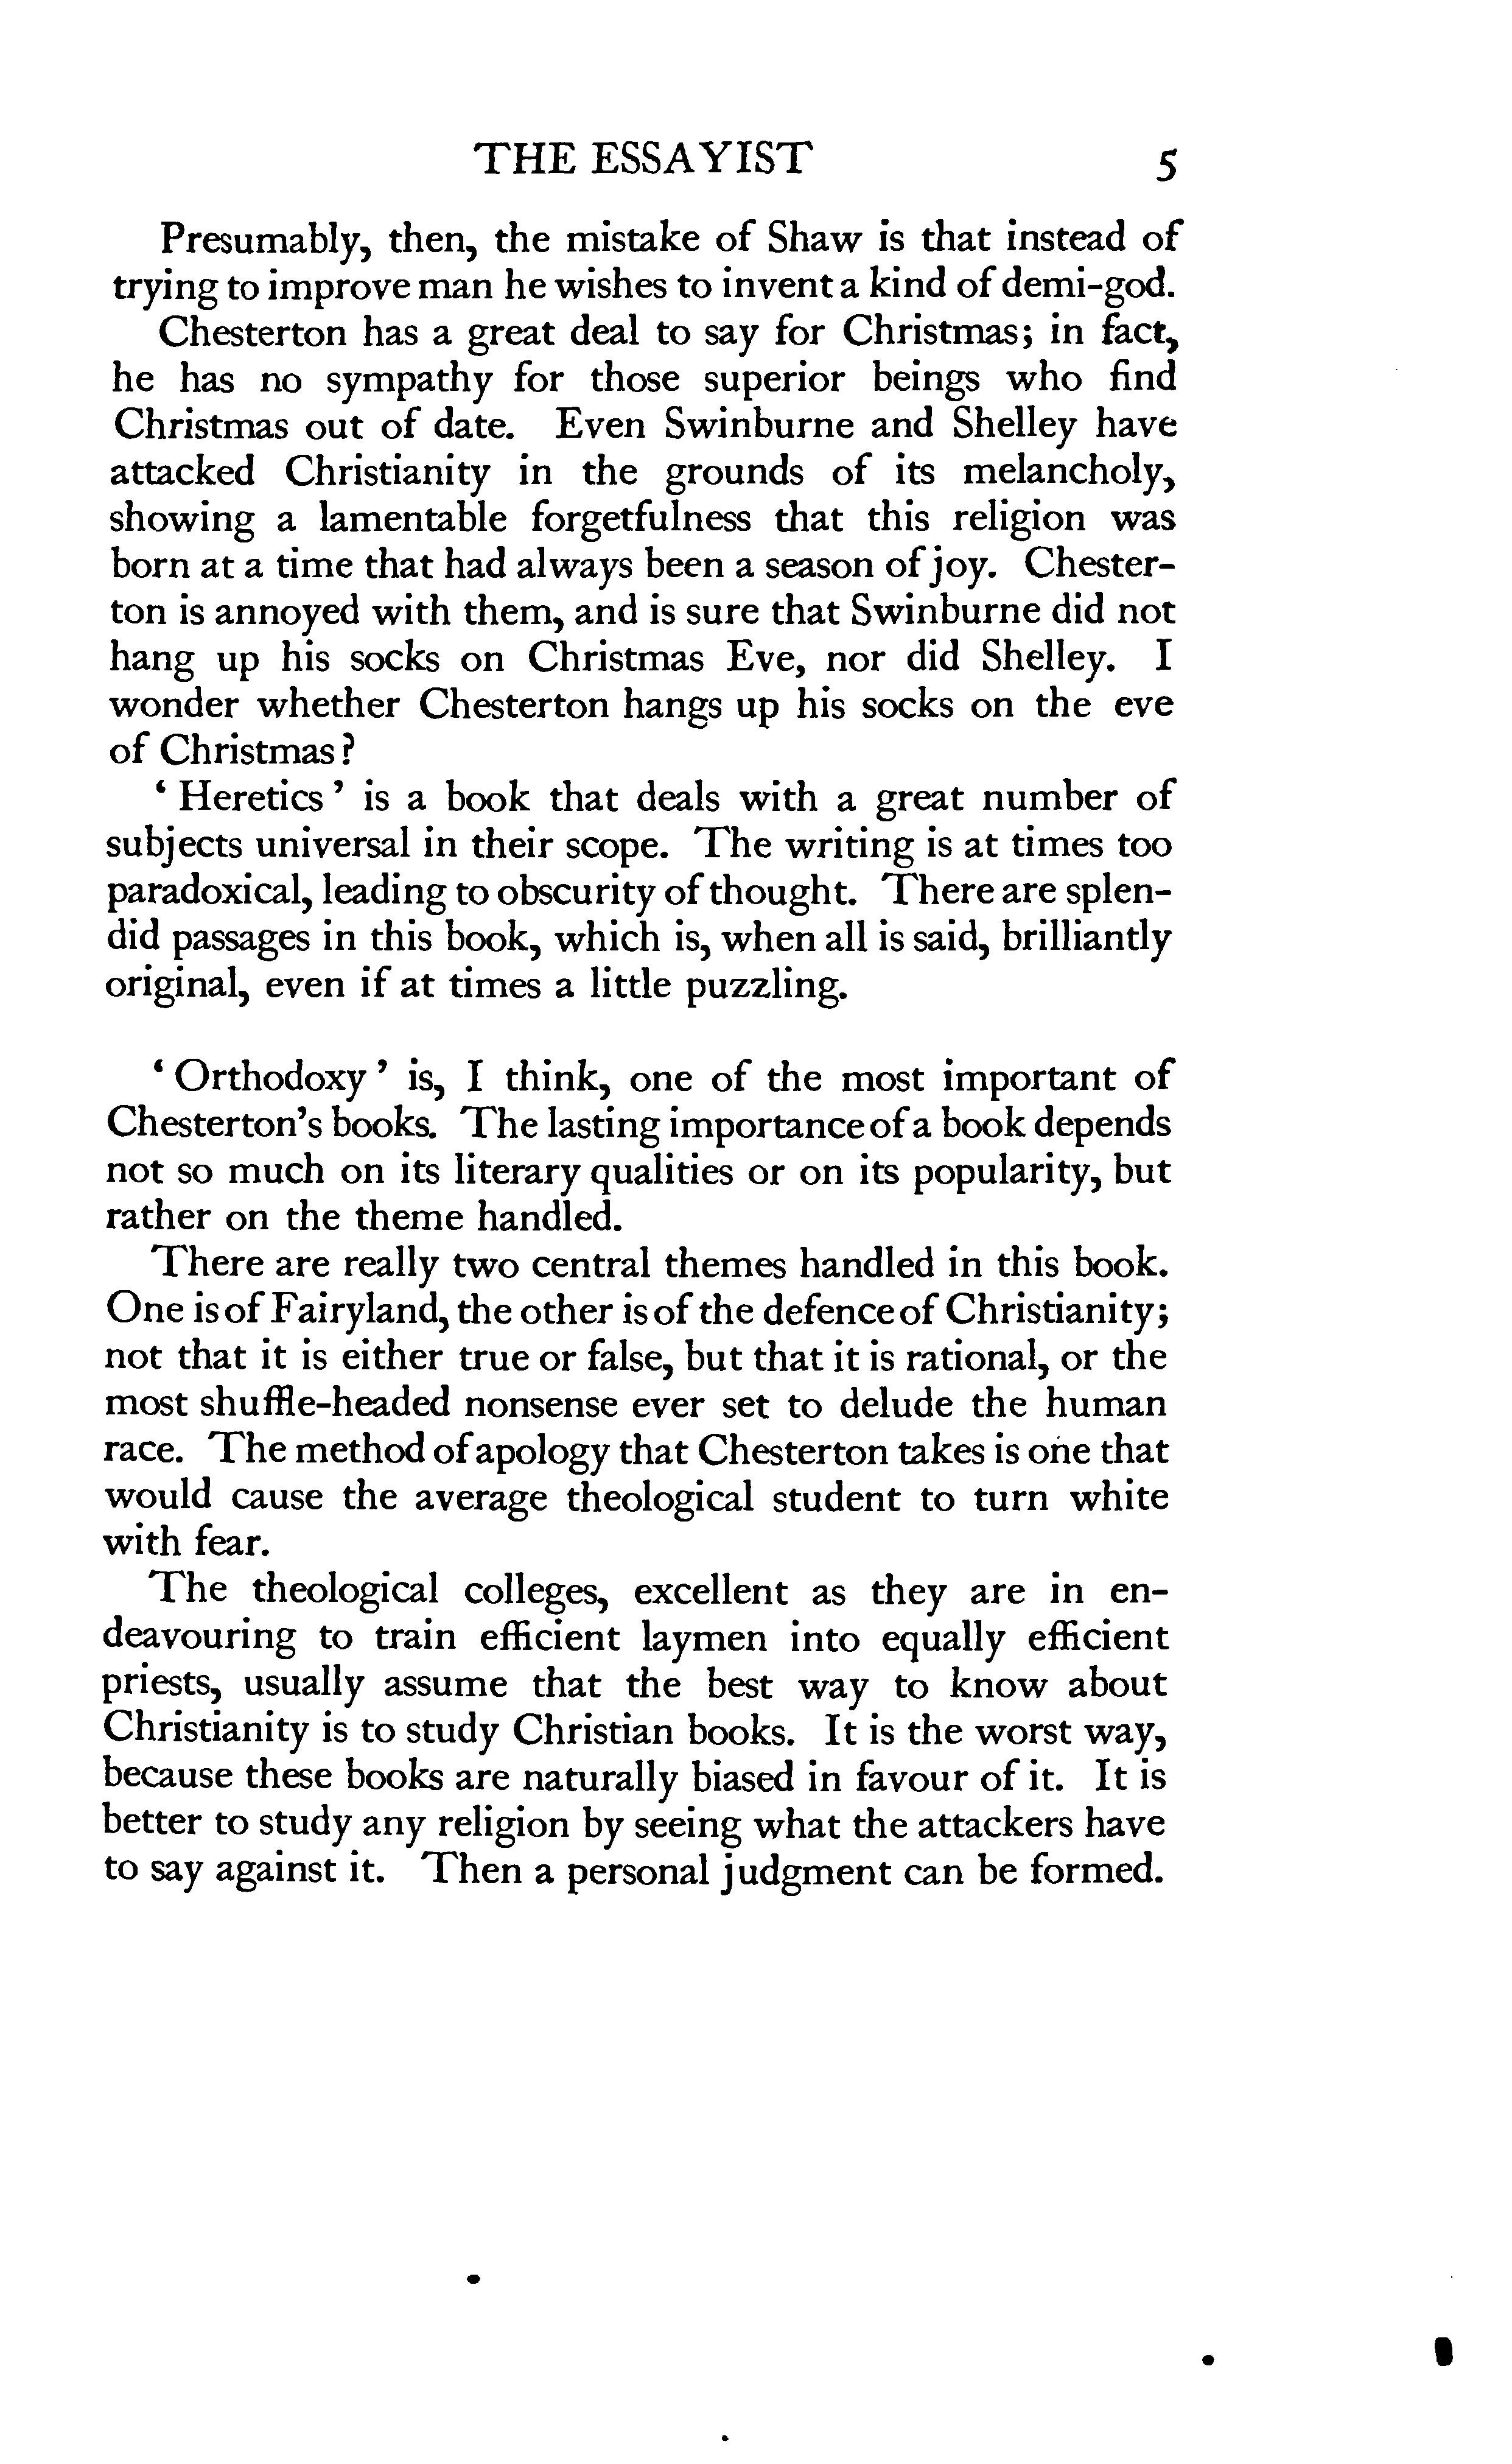 THE ESSAYIST 5
Presumably, then, the mistake of Shaw is that instead of
trying to improve man he wishes to invent a kind of demi-god.
Chesterton has a great deal to say for Christmas; in fact,
he has no sympathy for those superior beings who find
Christmas out of date. Even Swinburne and Shelley have
attacked Christianity in the grounds of its melancholy,
showing a lamentable forgetfulness that this religion was
born at a time that had always been a season of joy. Chester-
ton is annoyed with them, and is sure that Swinburne did not
hang up his socks on Christmas Eve, nor did Shelley. I
wonder whether Chesterton hangs up his socks on the eve
of Christmas?
‘ Heretics ’ is a book that deals with a great number of
subjects universal in their scope. The writing is at times too
paradoxical, leading to obscurity of thought. There are splen-
did passages in this book, which is, when all is said, brilliantly
original, even if at times a little puzzling.
‘ Orthodoxy ’ is, I think, one of the most important of
Chesterton’s books. The lasting importance of a book depends
not so much on its literary qualities or on its popularity, but
rather on the theme handled.
There are really two central themes handled in this book.
One is of Fairyland, the other is of the defence of Christianity;
not that it is either true or false, but that it is rational, or the
most shuffle-headed nonsense ever set to delude the human
race. The method of apology that Chesterton takes is one that
would cause the average theological student to turn white
with fear.
The theological colleges, excellent as they are in en-
deavouring to train efficient laymen into equally efficient
priests, usually assume that the best way to know about
Christianity is to study Christian books. It is the worst way,
because these books are naturally biased in favour of it. It is
better to study any religion by seeing what the attackers have
to say against it. Then a personal judgment can be formed.